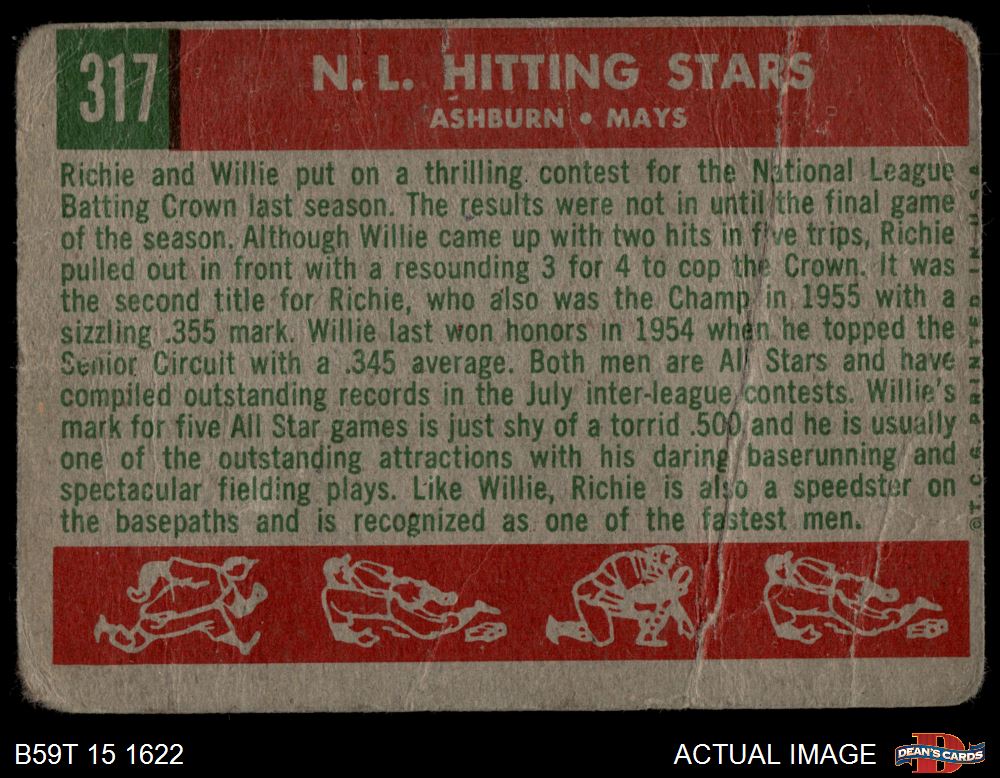 317
N. L. HITTING STARS
ASHBURN • MAYS
Richie and Willie put on a thrilling contest for the National League
Batting Crown last season. The results were not in until the final game
of the season. Although Willie came up with two hits in five trips, Richie
pulled out in front with a resounding 3 for 4 to cop the Crown. It was
the second title for Richie, who also was the Champ in 1955 with a
sizzling .355 mark. Willie last won honors in 1954 when he topped the
Senior Circuit with a .345 average. Both men are All Stars and have
compiled outstanding records in the July inter-league contests. Willie's
mark for five All Star games is just shy of a torrid .500 and he is usually
one of the outstanding attractions with his daring baserunning and
spectacular fielding plays. Like Willie, Richie is also a speedster on
the basepaths and is recognized as one of the fastest men.
©T. C. G. PRINTED IN U. S. A.
B59T 15 1622
ACTUAL IMAGE
DEAN'S CARDS